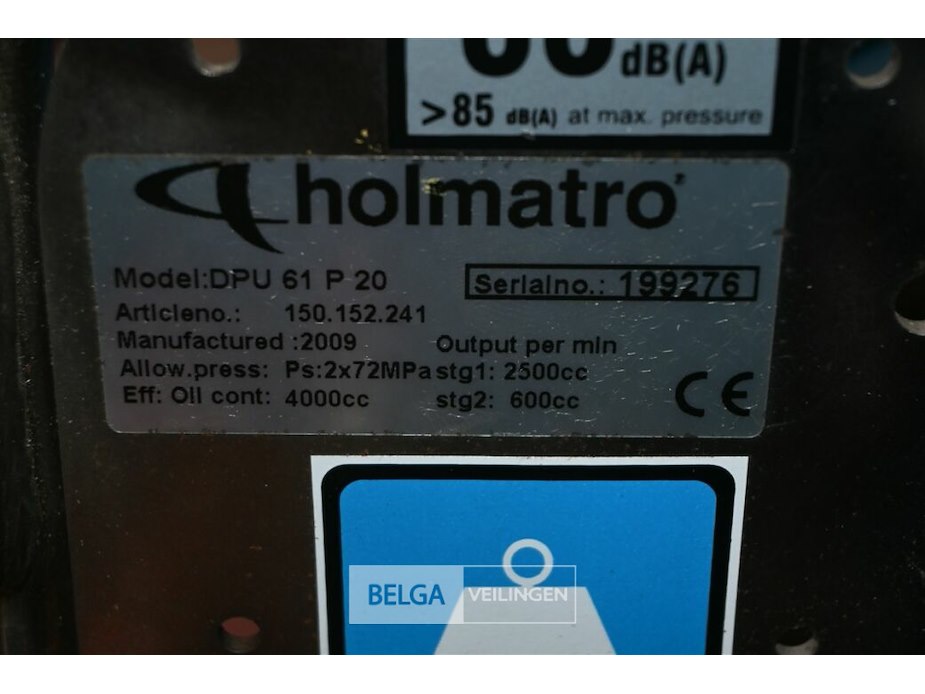 dB(A)
>85 dB(A) at max. pressure
holmatro
Model:DPU 61 P 20
Serialno.: 199276
Articleno.: 150.152.241
Manufactured :2009
Output per min
Allow.press: Ps:2x72MPa stg1: 2500cc
Eff: Oil cont: 4000cc stg2: 600cc
CE
BELGA VEILINGEN